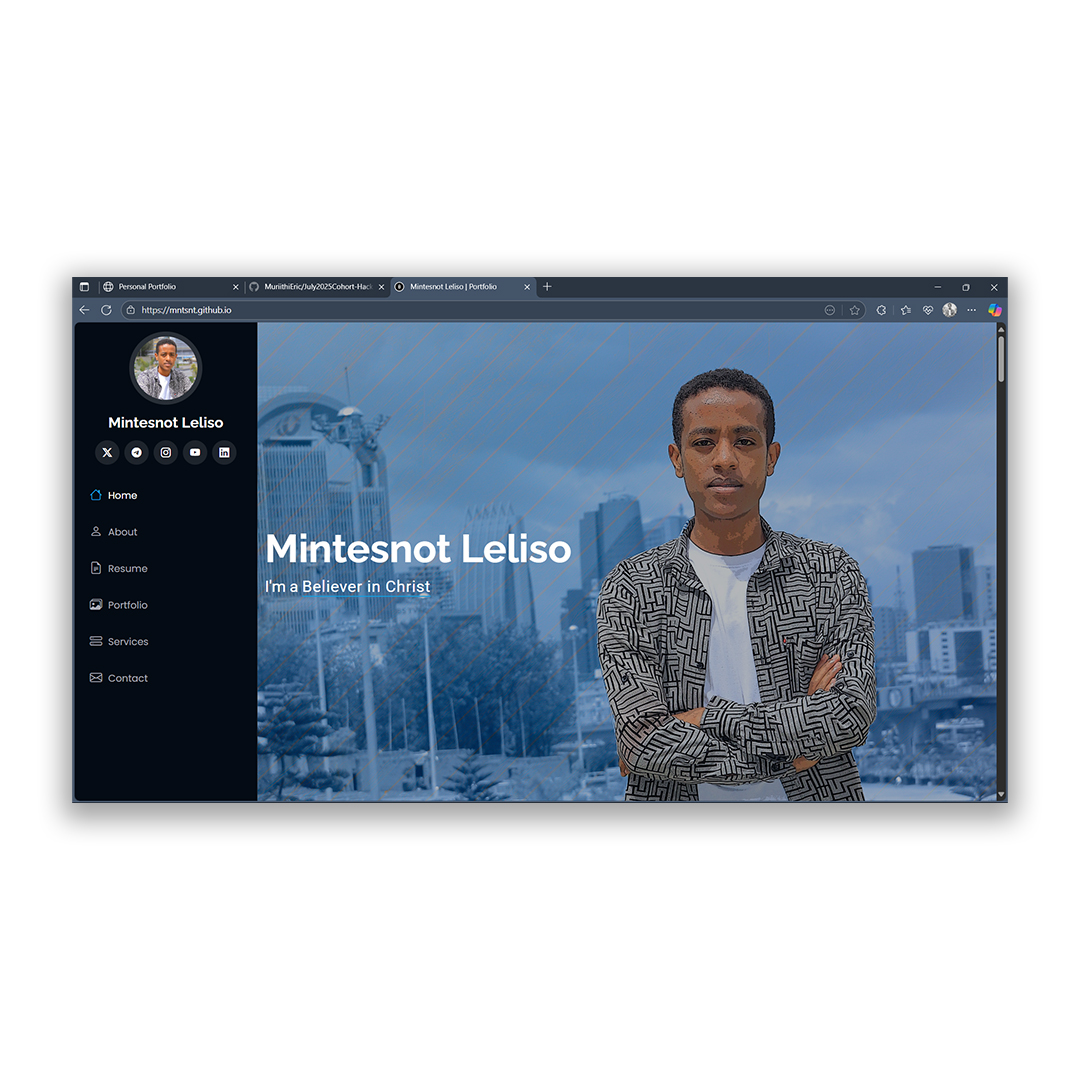 Personal Portfolio
MuriithiEric/July2025Cohort-Hack
Mintesnot Leliso | Portfolio
https://mntsnt.github.io
Mintesnot Leliso
Home
About
Resume
Portfolio
Services
Contact
Mintesnot Leliso
I'm a Believer in Christ